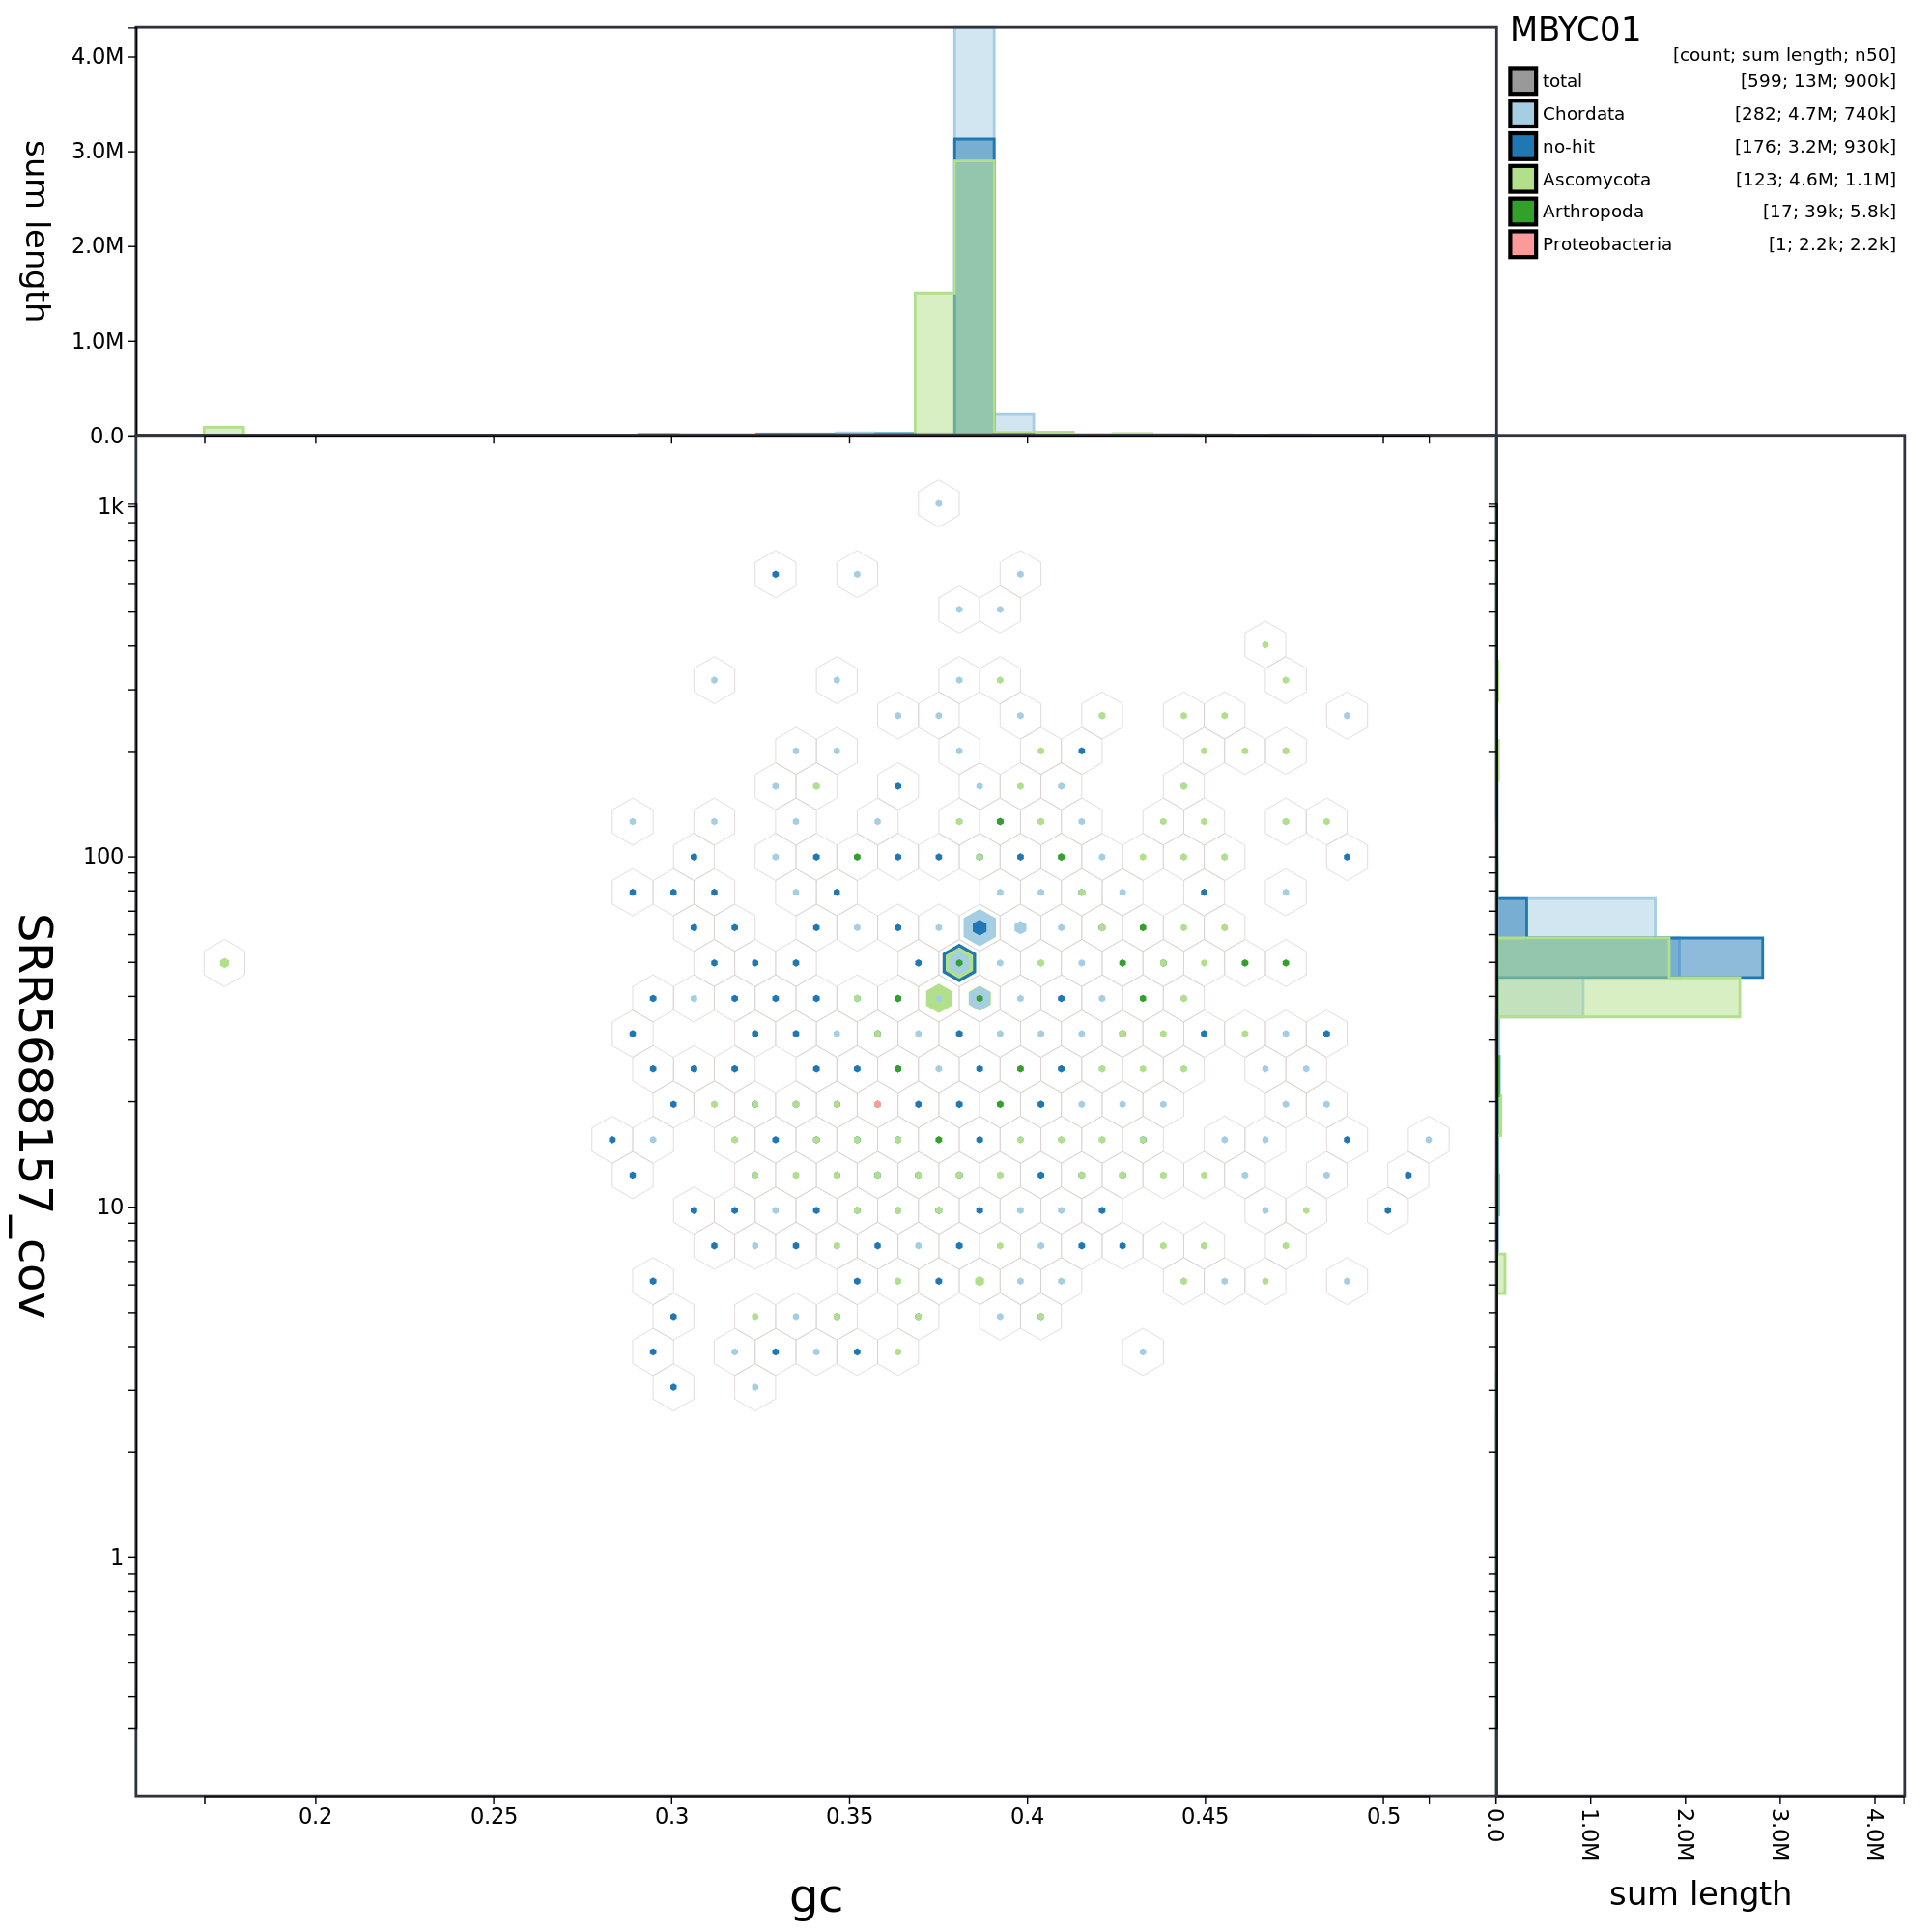 MBYC01
[count; sum length; n50]
total [599; 13M; 900k]
Chordata [282; 4.7M; 740k]
no-hit [176; 3.2M; 930k]
Ascomycota [123; 4.6M; 1.1M]
Arthropoda [17; 39k; 5.8k]
Proteobacteria [1; 2.2k; 2.2k]
sum length
4.0M
3.0M
2.0M
1.0M
0.0
SRR5688157_cov
1k
100
10
1
0.2 0.25 0.3 0.35 0.4 0.45 0.5
gc
0.0 1.0M 2.0M 3.0M 4.0M
sum length